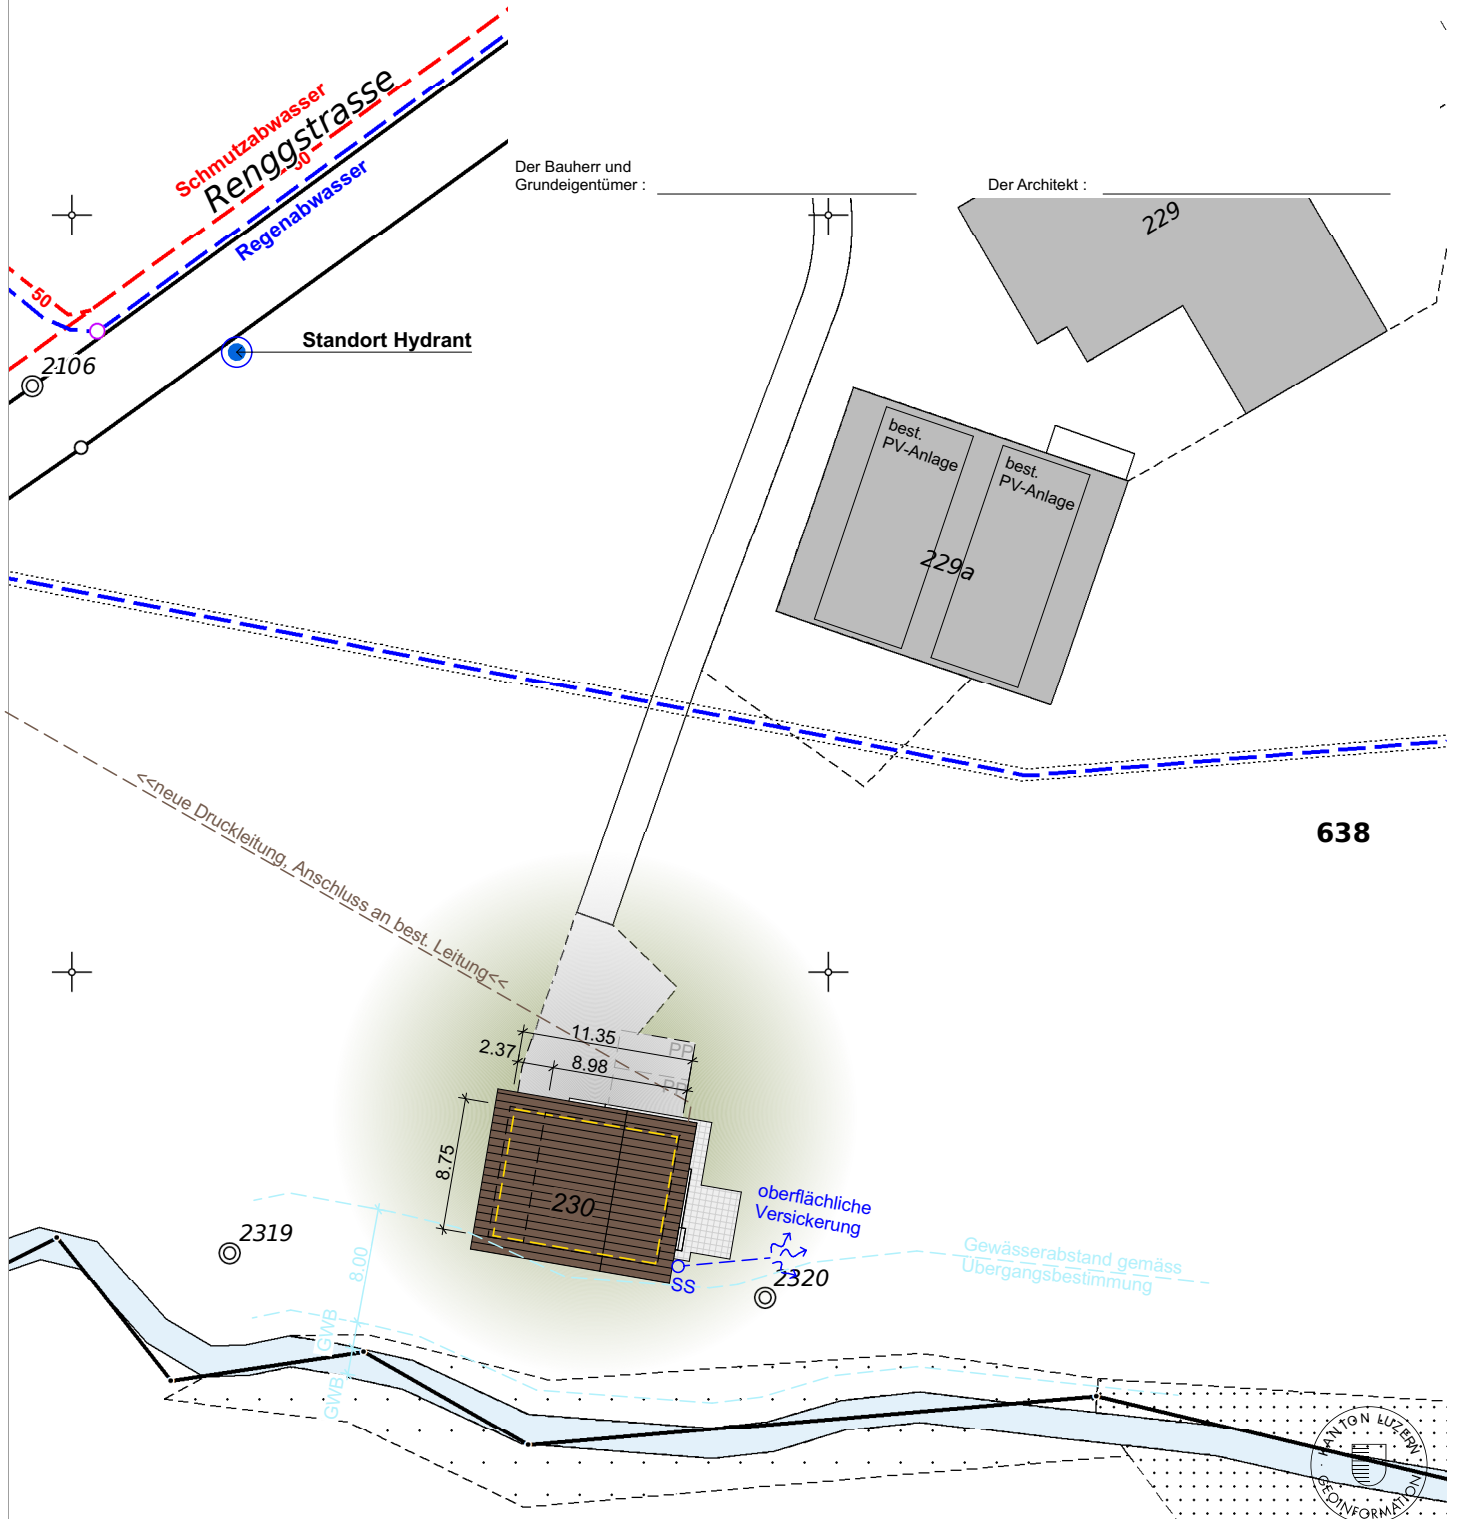 Schmutzabwasser
Renggstrasse
50
Regenabwasser
Der Bauherr und
Grundeigentümer :
Der Architekt :
229
50
Standort Hydrant
2106
best.
PV-Anlage
best.
PV-Anlage
229a
<<neue Druckleitung, Anschluss an best. Leitung<<
638
11.35
2.37
8.98
PP
PP
8.75
230
oberflächliche
Versickerung
2319
8.00
Gewässerabstand gemäss
Übergangsbestimmung
2320
SS
GWB
GWB
KANTON LUZERN
GEOINFORMATION